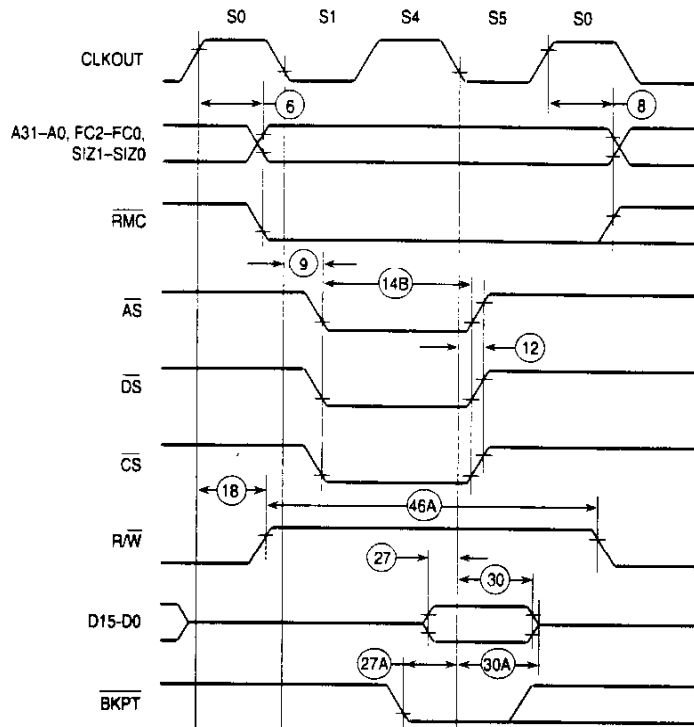 S0 S1 S4 S5 S0
CLKOUT
6 8
A31–A0, FC2–FC0,
SIZ1–SIZ0
RMC
9
14B
AS
12
DS
CS
18
46A
R/W
27
30
D15-D0
27A 30A
BKPT